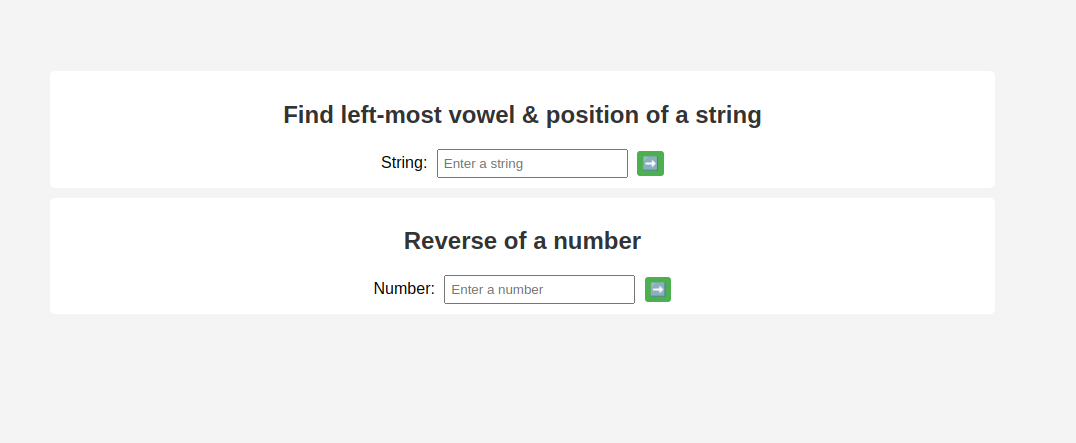 Find left-most vowel & position of a string
String: Enter a string ➡
Reverse of a number
Number: Enter a number ➡